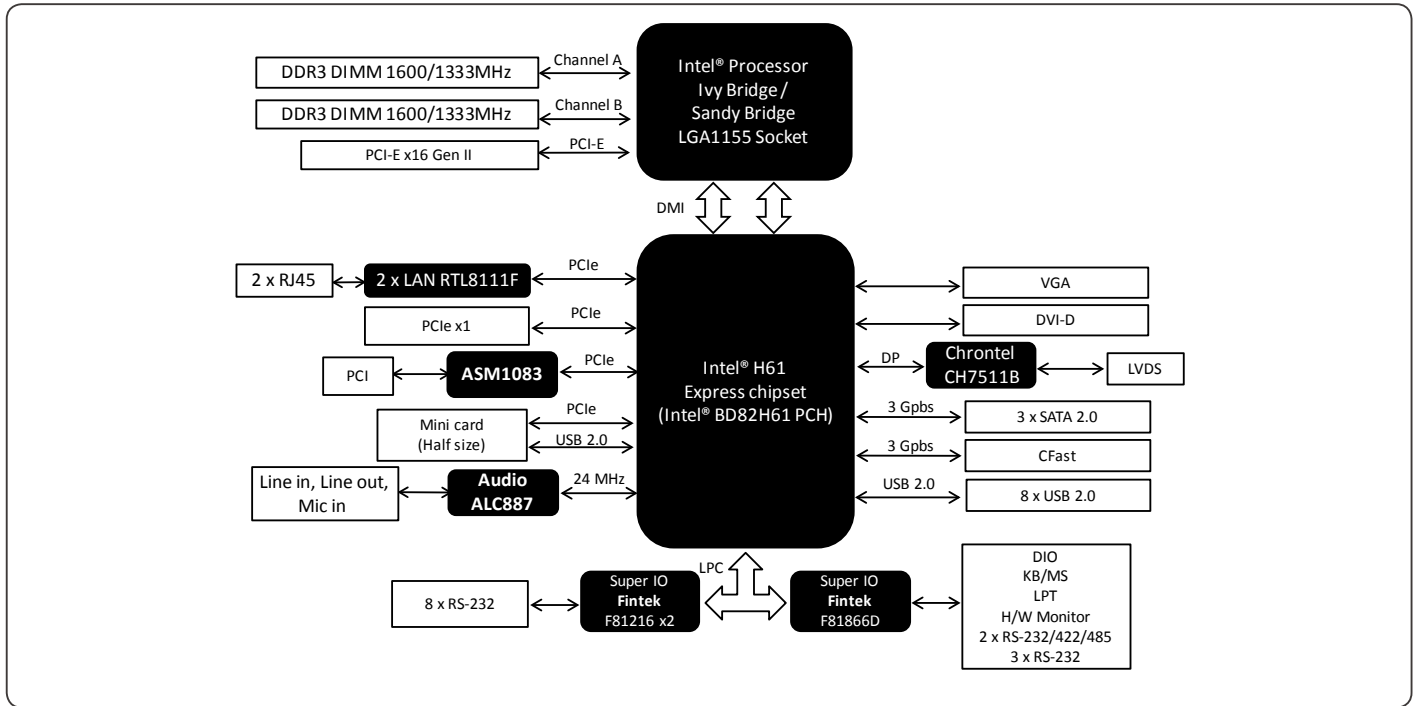 DDR3 DIMM 1600/1333MHz
Channel A
DDR3 DIMM 1600/1333MHz
Channel B
PCI-E x16 Gen II
PCI-E
Intel® Processor
Ivy Bridge /
Sandy Bridge
LGA1155 Socket
DMI
2 x RJ45
2 x LAN RTL8111F
PCIe
PCIe x1
PCIe
PCI
ASM1083
PCIe
Mini card
(Half size)
PCIe
USB 2.0
Line in, Line out,
Mic in
Audio
ALC887
24 MHz
Intel® H61
Express chipset
(Intel® BD82H61 PCH)
VGA
DVI-D
DP
Chrontel
CH7511B
LVDS
3 Gpbs
3 x SATA 2.0
3 Gpbs
CFast
USB 2.0
8 x USB 2.0
LPC
8 x RS-232
Super IO
Fintek
F81216 x2
Super IO
Fintek
F81866D
DIO
KB/MS
LPT
H/W Monitor
2 x RS-232/422/485
3 x RS-232